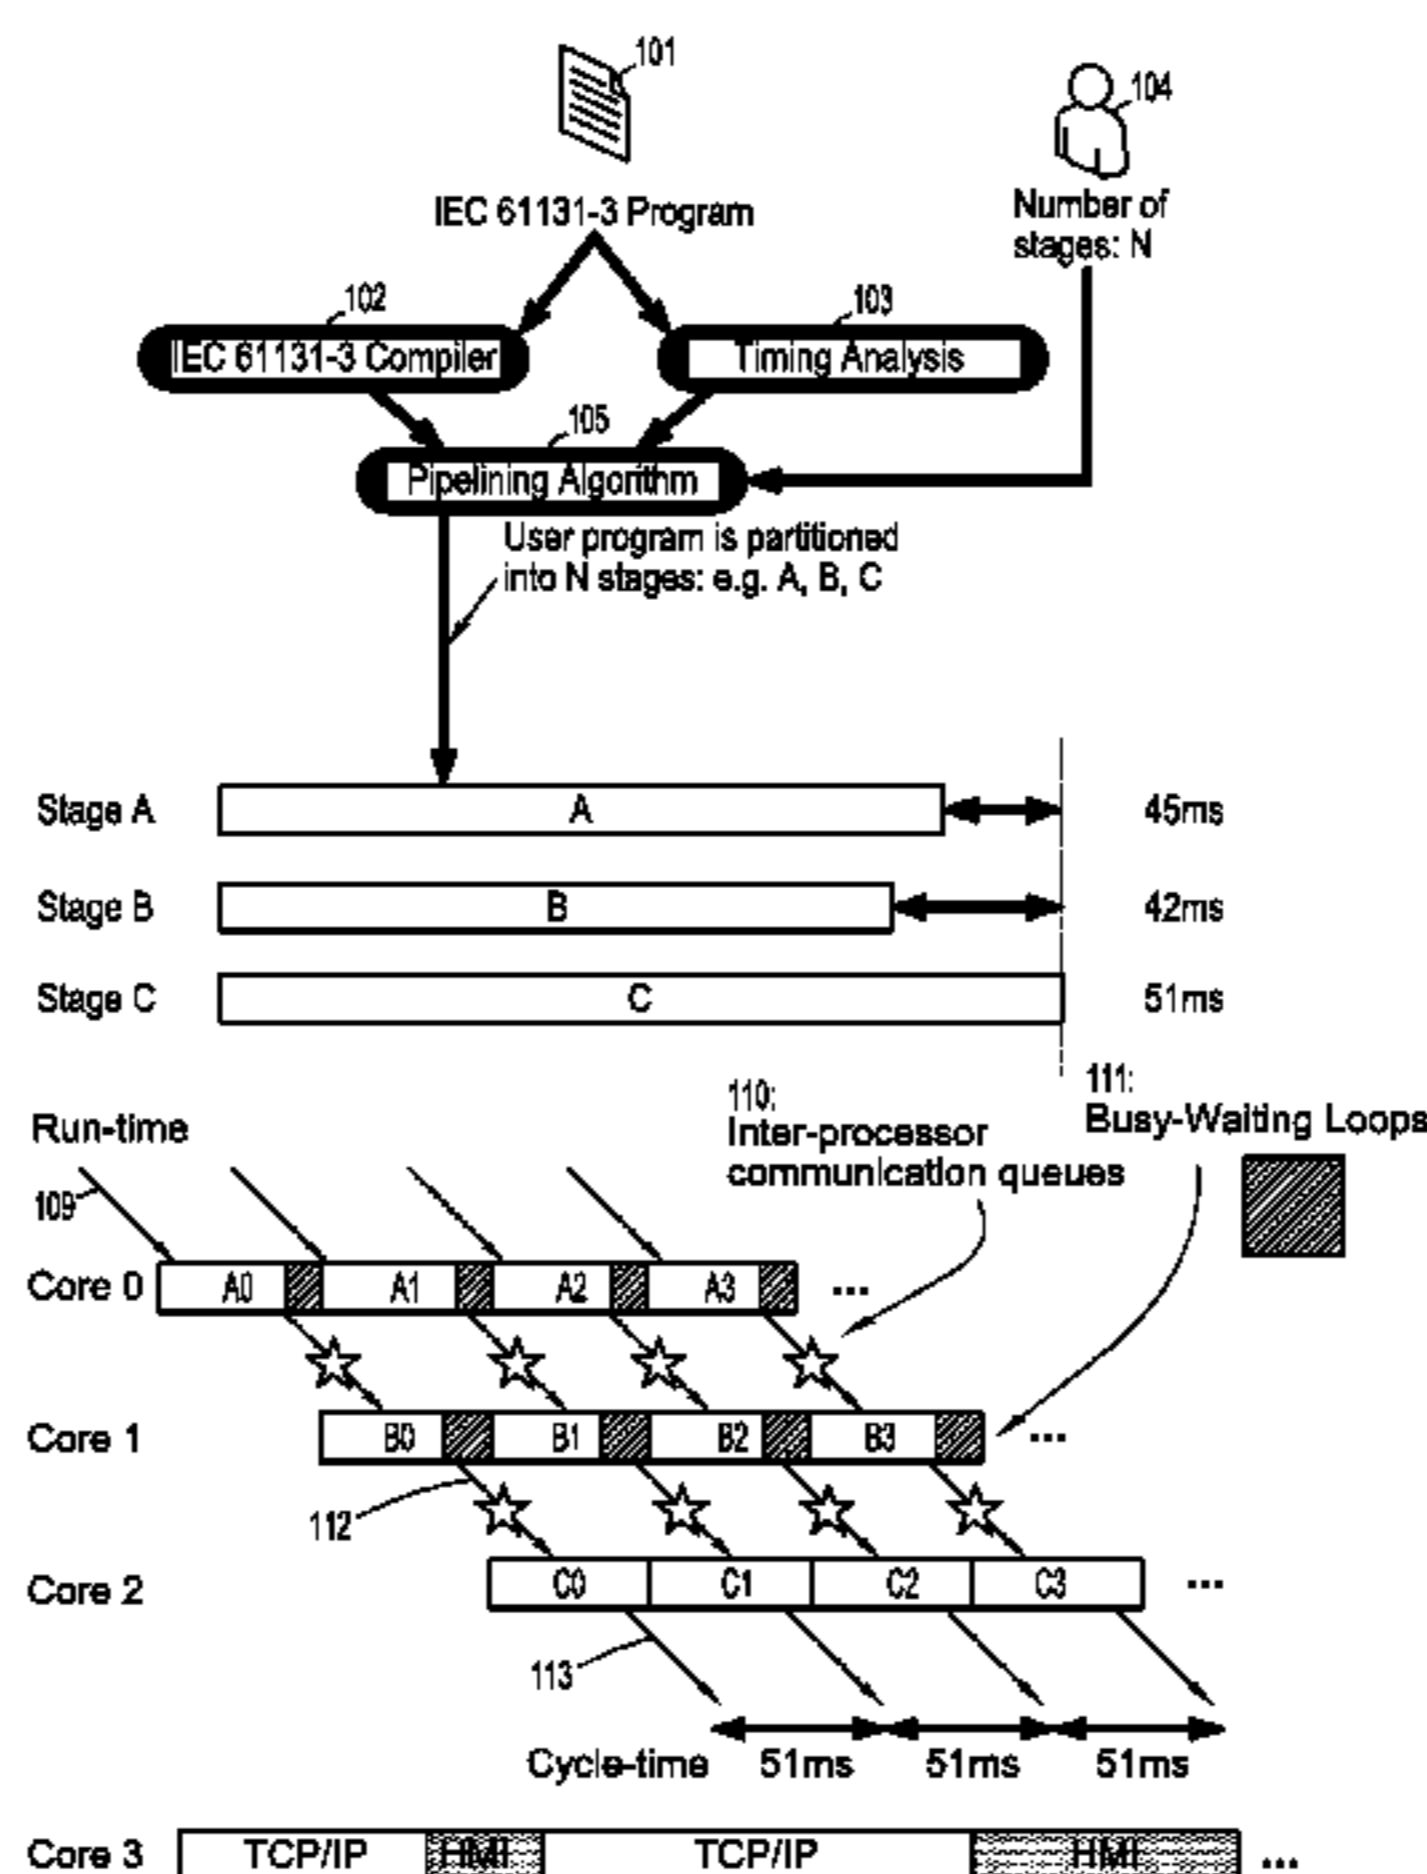 101
104
IEC 61131-3 Program
Number of
stages: N
102
103
IEC 61131-3 Compiler
Timing Analysis
105
Pipelining Algorithm
User program is partitioned
into N stages: e.g. A, B, C
Stage A
A
45ms
Stage B
B
42ms
Stage C
C
51ms
110:
Inter-processor
communication queues
111:
Busy-Waiting Loops
Run-time
109
Core 0
A0
A1
A2
A3
...
Core 1
B0
B1
B2
B3
...
112
Core 2
C0
C1
C2
C3
...
113
Cycle-time
51ms
51ms
51ms
Core 3
TCP/IP
HMI
TCP/IP
HMI
...